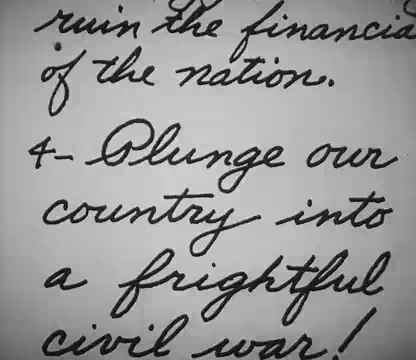 ruin the financia
of the nation.
4- Plunge our
country into
a frightful
civil war!